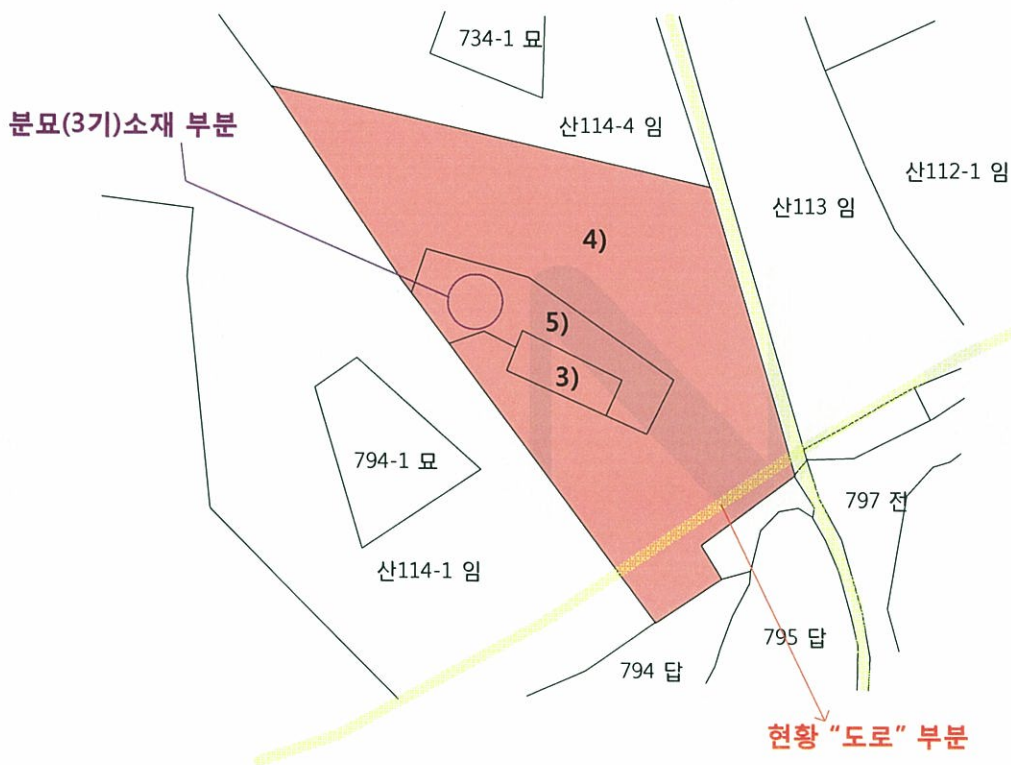 734-1 묘
분묘(3기)소재 부분
산114-4 임
산112-1 임
산113 임
4)
5)
3)
794-1 묘
797 전
산114-1 임
795 답
794 답
현황 “도로” 부분